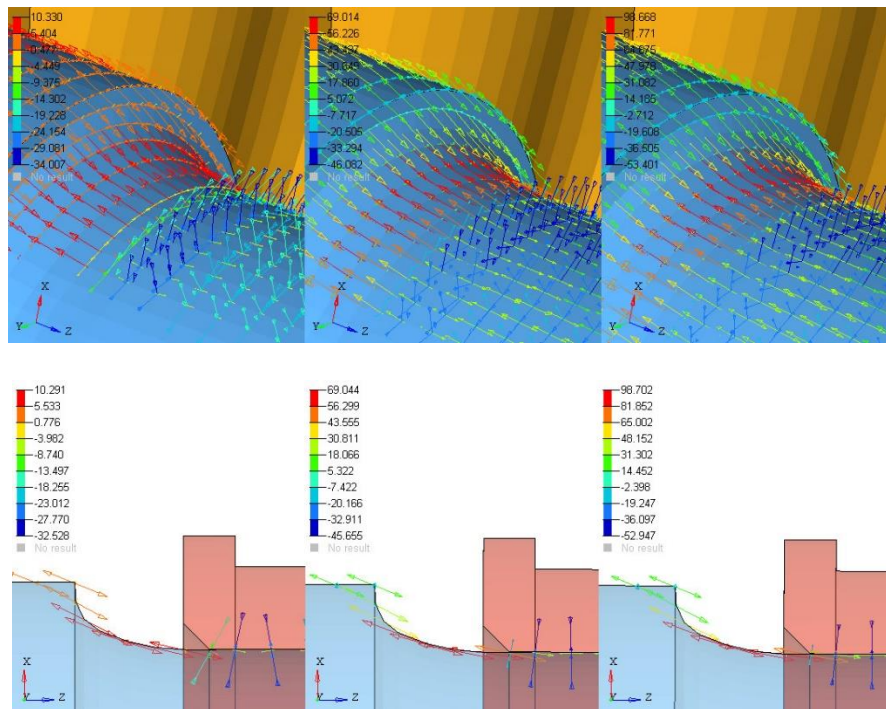 10.330
5.404
0.477
-4.449
-9.375
-14.302
-19.228
-24.154
-29.081
-34.007
No result
X
Y
Z
69.014
56.226
43.437
30.649
17.860
5.072
-7.717
-20.505
-33.294
-46.082
No result
X
Y
Z
98.668
81.771
64.875
47.978
31.082
14.185
-2.712
-19.608
-36.505
-53.401
No result
X
Y
Z
10.291
5.533
0.776
-3.982
-8.740
-13.497
-18.255
-23.012
-27.770
-32.528
No result
X
Y
Z
69.044
56.299
43.555
30.811
18.066
5.322
-7.422
-20.166
-32.911
-45.655
No result
X
Y
Z
98.702
81.852
65.002
48.152
31.302
14.452
-2.398
-19.247
-36.097
-52.947
No result
X
Y
Z